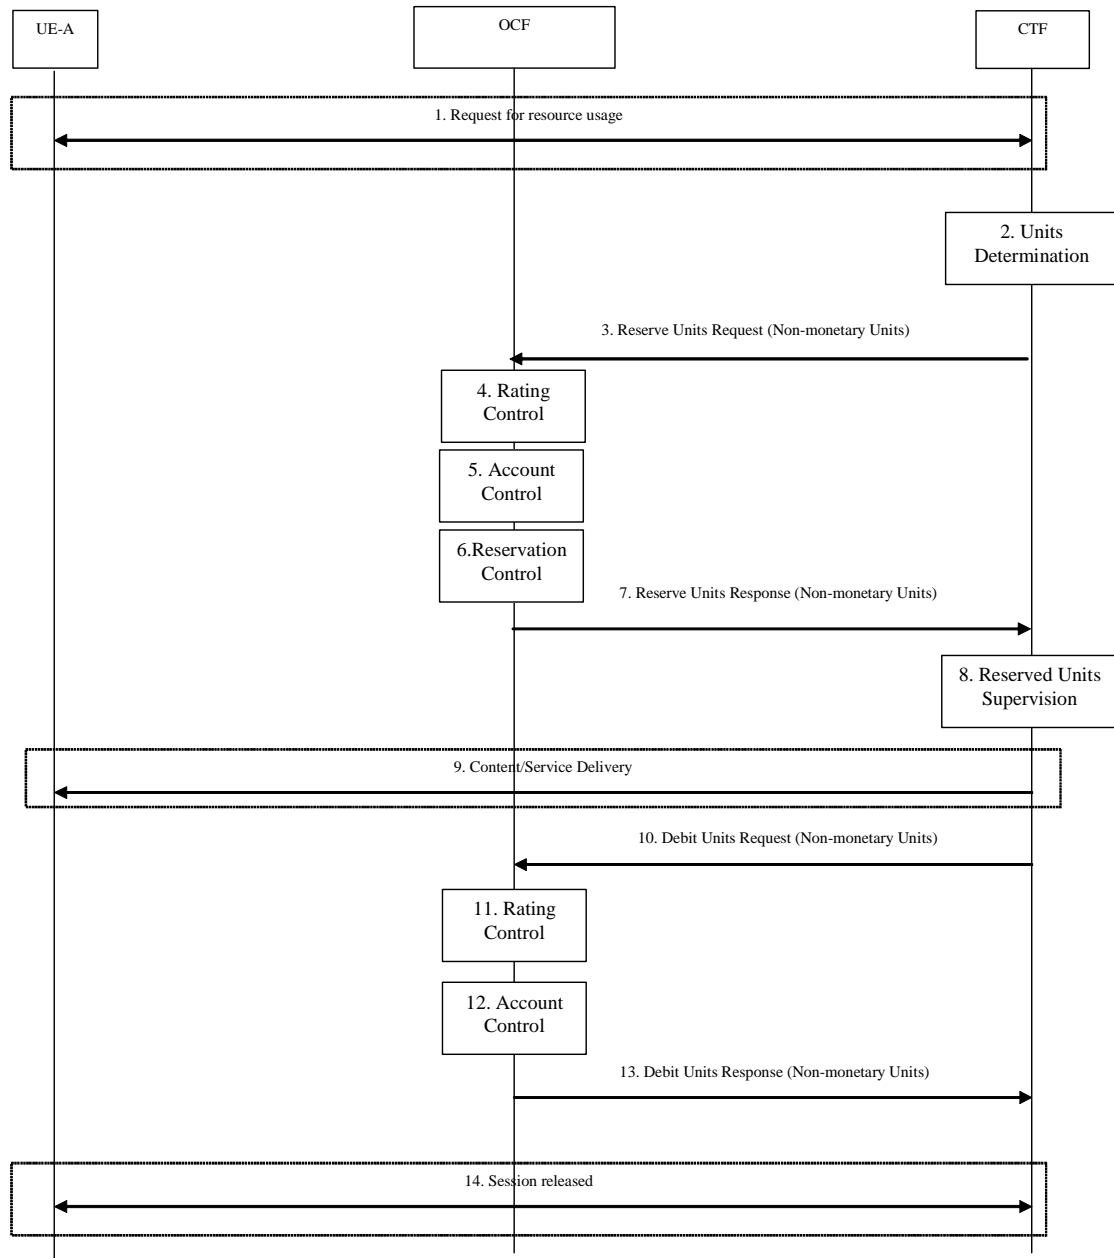 UE-A
OCF
CTF
1. Request for resource usage
2. Units
Determination
3. Reserve Units Request (Non-monetary Units)
4. Rating
Control
5. Account
Control
6.Reservation
Control
7. Reserve Units Response (Non-monetary Units)
8. Reserved Units
Supervision
9. Content/Service Delivery
10. Debit Units Request (Non-monetary Units)
11. Rating
Control
12. Account
Control
13. Debit Units Response (Non-monetary Units)
14. Session released